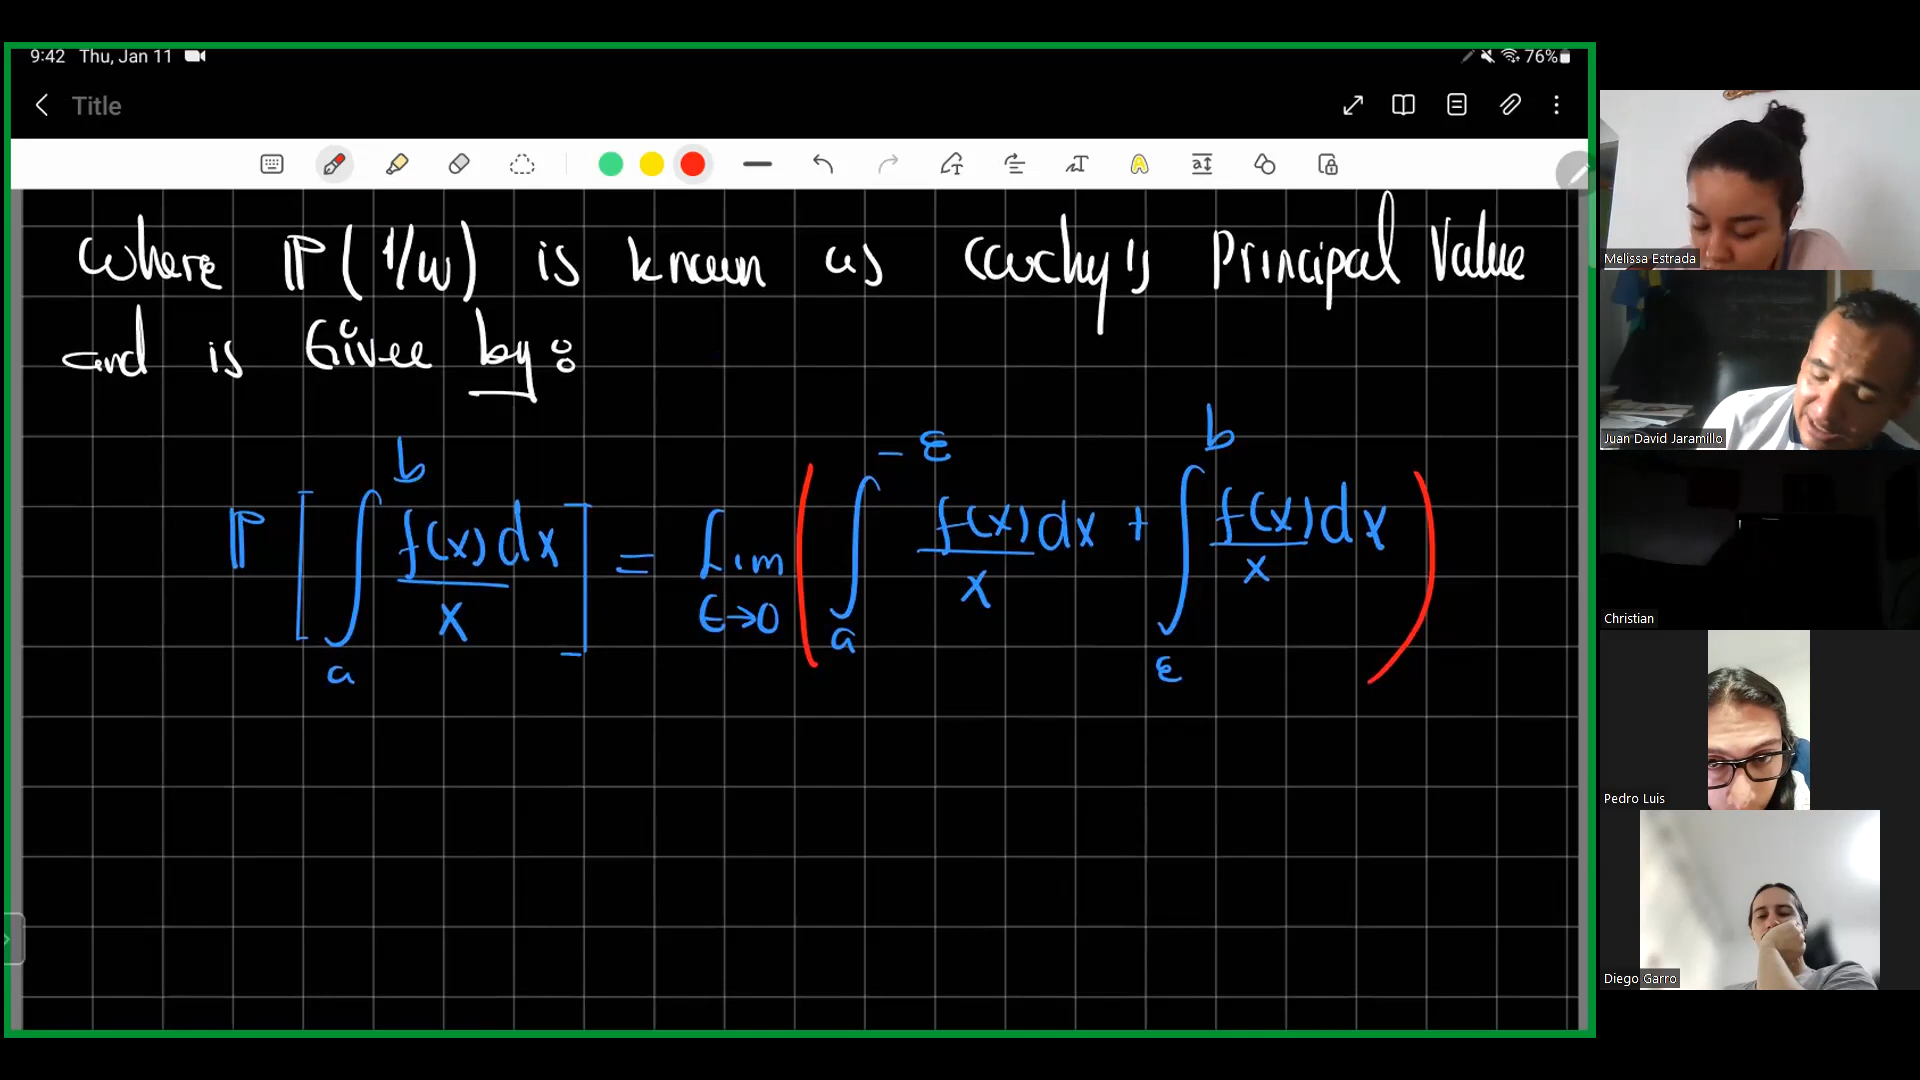 9:42 Thu, Jan 11 76%
Title
where ℙ(1/w) is known as Cauchy's Principal Value
and is Given by:
ℙ [ ∫_a^b f(x)dx/x ] = Lim_{ε→0} ( ∫_a^{-ε} f(x)/x dx + ∫_ε^b f(x)/x dx )
Melissa Estrada
Juan David Jaramillo
Christian
Pedro Luis
Diego Garro